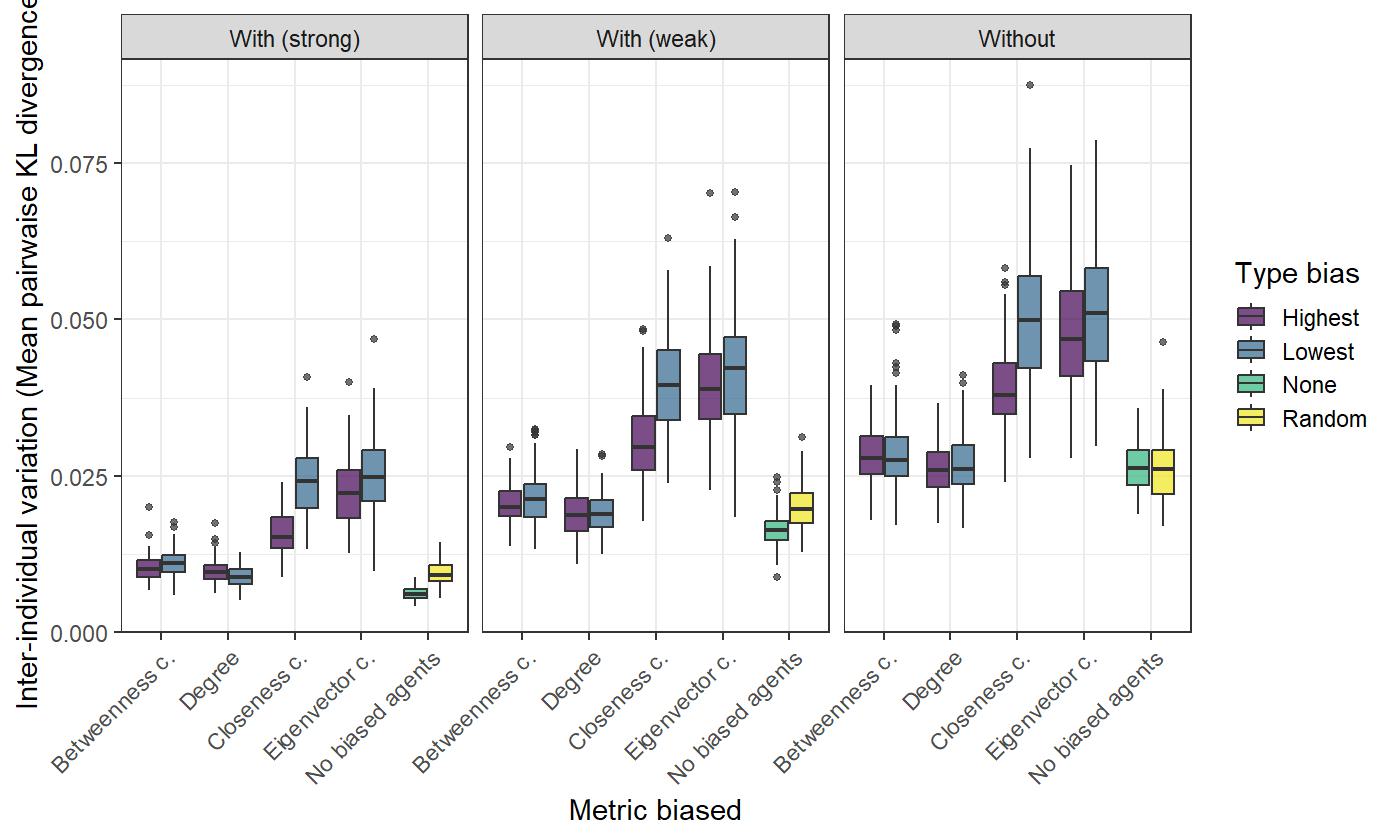 With (strong)
With (weak)
Without
Inter-individual variation (Mean pairwaise KL divergence
0.075
0.050
0.025
0.000
Betweenness c.
Degree
Closeness c.
Eigenvector c.
No biased agents
Betweenness c.
Degree
Closeness c.
Eigenvector c.
No biased agents
Betweenness c.
Degree
Closeness c.
Eigenvector c.
No biased agents
Metric biased
Type bias
Highest
Lowest
None
Random